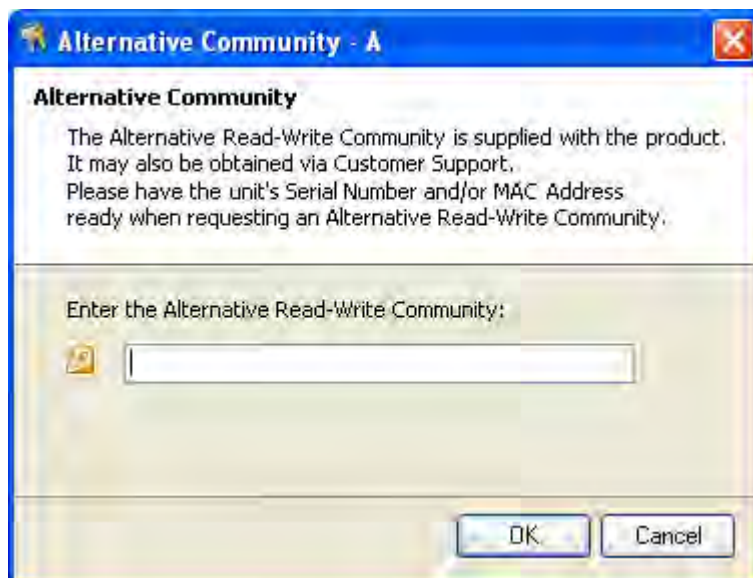 Alternative Community - A
Alternative Community
The Alternative Read-Write Community is supplied with the product.
It may also be obtained via Customer Support.
Please have the unit's Serial Number and/or MAC Address
ready when requesting an Alternative Read-Write Community.
Enter the Alternative Read-Write Community:
OK
Cancel